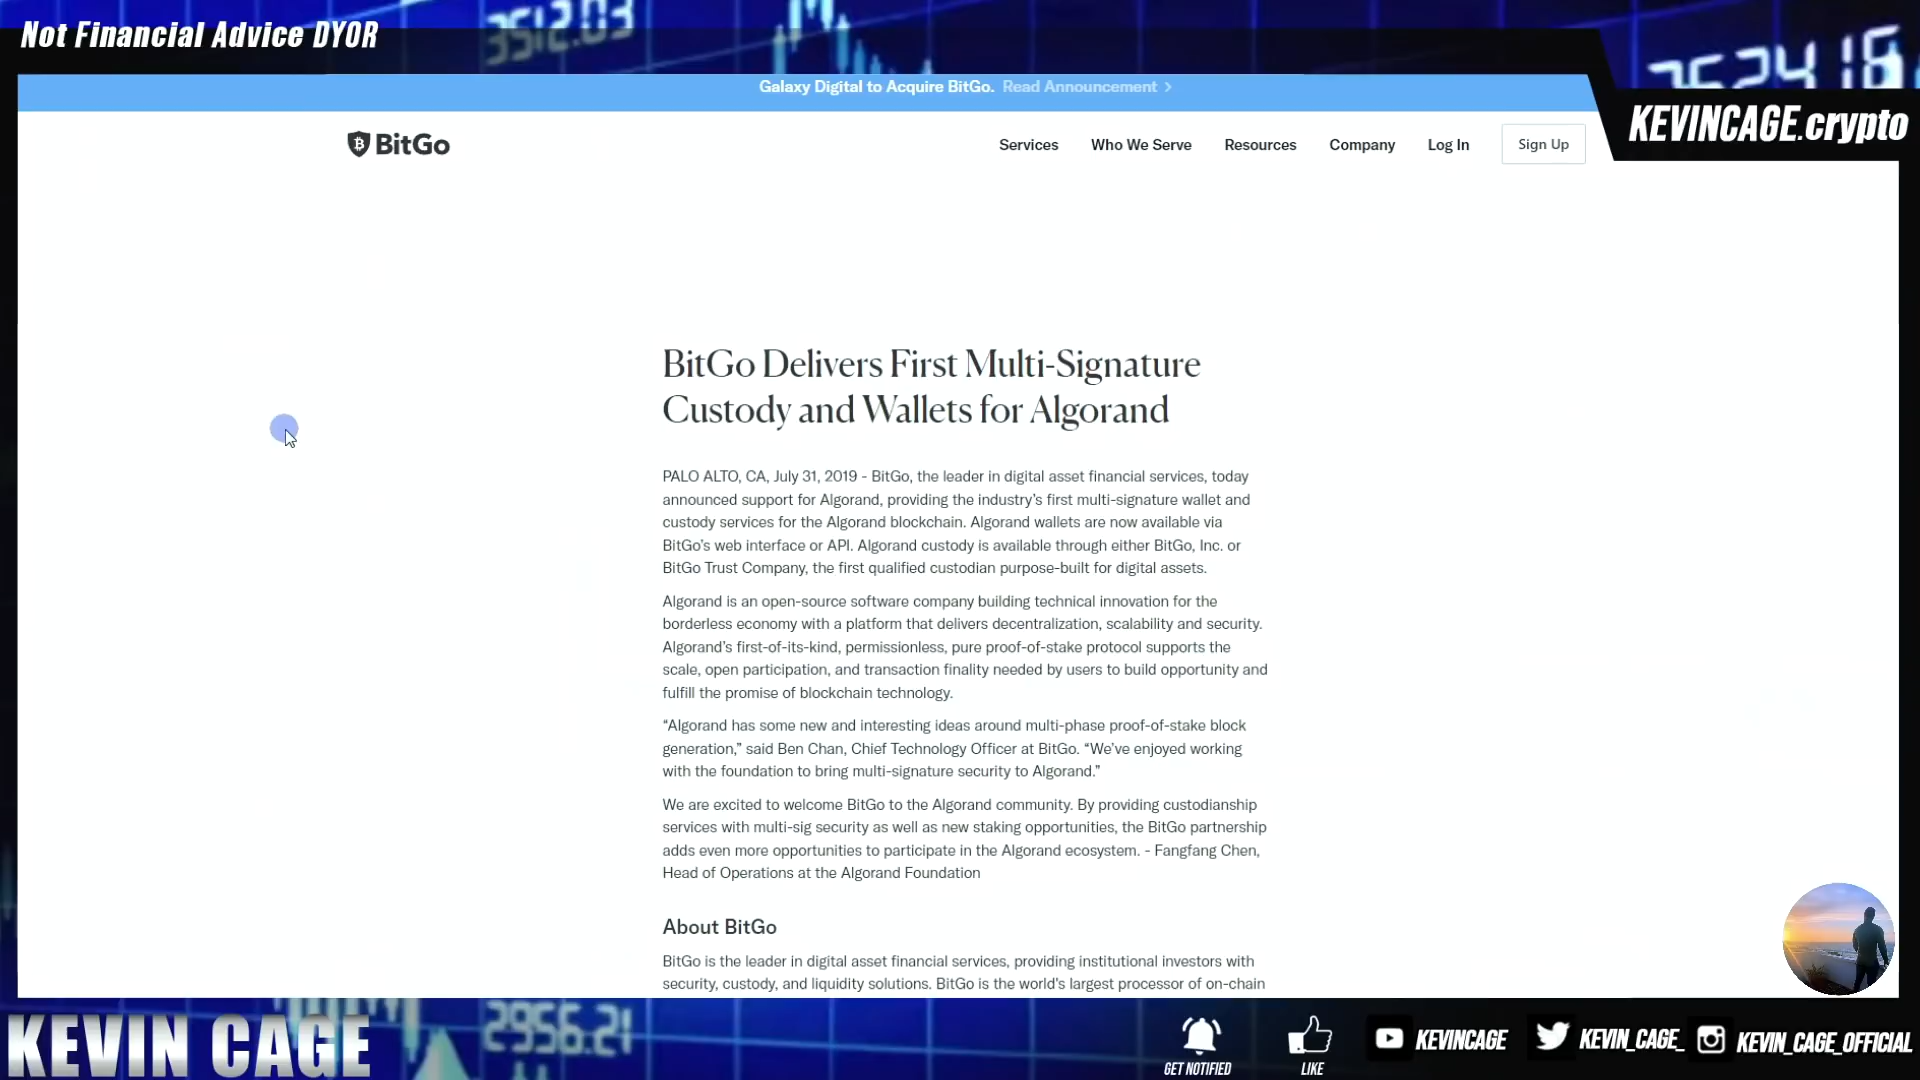 Not Financial Advice DYOR
3512.03
Galaxy Digital to Acquire BitGo. Read Announcement >
KEVINCAGE.crypto
BitGo
Services Who We Serve Resources Company Log In Sign Up
BitGo Delivers First Multi-Signature
Custody and Wallets for Algorand
PALO ALTO, CA, July 31, 2019 - BitGo, the leader in digital asset financial services, today
announced support for Algorand, providing the industry’s first multi-signature wallet and
custody services for the Algorand blockchain. Algorand wallets are now available via
BitGo’s web interface or API. Algorand custody is available through either BitGo, Inc. or
BitGo Trust Company, the first qualified custodian purpose-built for digital assets.
Algorand is an open-source software company building technical innovation for the
borderless economy with a platform that delivers decentralization, scalability and security.
Algorand’s first-of-its-kind, permissionless, pure proof-of-stake protocol supports the
scale, open participation, and transaction finality needed by users to build opportunity and
fulfill the promise of blockchain technology.
“Algorand has some new and interesting ideas around multi-phase proof-of-stake block
generation,” said Ben Chan, Chief Technology Officer at BitGo. “We’ve enjoyed working
with the foundation to bring multi-signature security to Algorand.”
We are excited to welcome BitGo to the Algorand community. By providing custodianship
services with multi-sig security as well as new staking opportunities, the BitGo partnership
adds even more opportunities to participate in the Algorand ecosystem. - Fangfang Chen,
Head of Operations at the Algorand Foundation
About BitGo
BitGo is the leader in digital asset financial services, providing institutional investors with
security, custody, and liquidity solutions. BitGo is the world's largest processor of on-chain
2956.21
KEVIN CAGE
GET NOTIFIED
LIKE
KEVINCAGE
KEVIN_CAGE_
KEVIN_CAGE_OFFICIAL